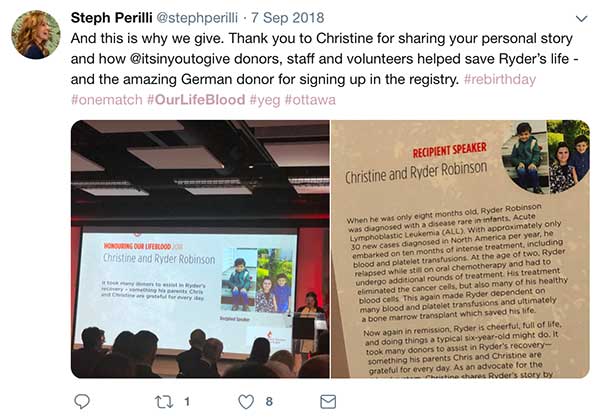 Steph Perilli @stephperilli · 7 Sep 2018
And this is why we give. Thank you to Christine for sharing your personal story
and how @itsinyoutogive donors, staff and volunteers helped save Ryder's life -
and the amazing German donor for signing up in the registry. #rebirthday
#onematch #OurLifeBlood #yeg #ottawa
HONOURING OUR LIFEBLOOD
Christine and Ryder Robinson
It took many donors to assist in Ryder's
recovery – something his parents Chris
and Christine are grateful for every day.
Recipient Speaker
RECIPIENT SPEAKER
Christine and Ryder Robinson
When he was only eight months old, Ryder Robinson
was diagnosed with a disease rare in infants, Acute
Lymphoblastic Leukemia (ALL). With approximately only
30 new cases diagnosed in North America per year, he
embarked on ten months of intense treatment, including
blood and platelet transfusions. At the age of two, Ryder
relapsed while still on oral chemotherapy and had to
undergo additional rounds of treatment. His treatment
eliminated the cancer cells, but also many of his healthy
blood cells. This again made Ryder dependent on
many blood and platelet transfusions and ultimately
a bone marrow transplant which saved his life.
Now again in remission, Ryder is cheerful, full of life,
and doing things a typical six-year-old might do. It
took many donors to assist in Ryder's recovery—
something his parents Chris and Christine are
grateful for every day. As an advocate for the
Christine shares Ryder's story by
1
8